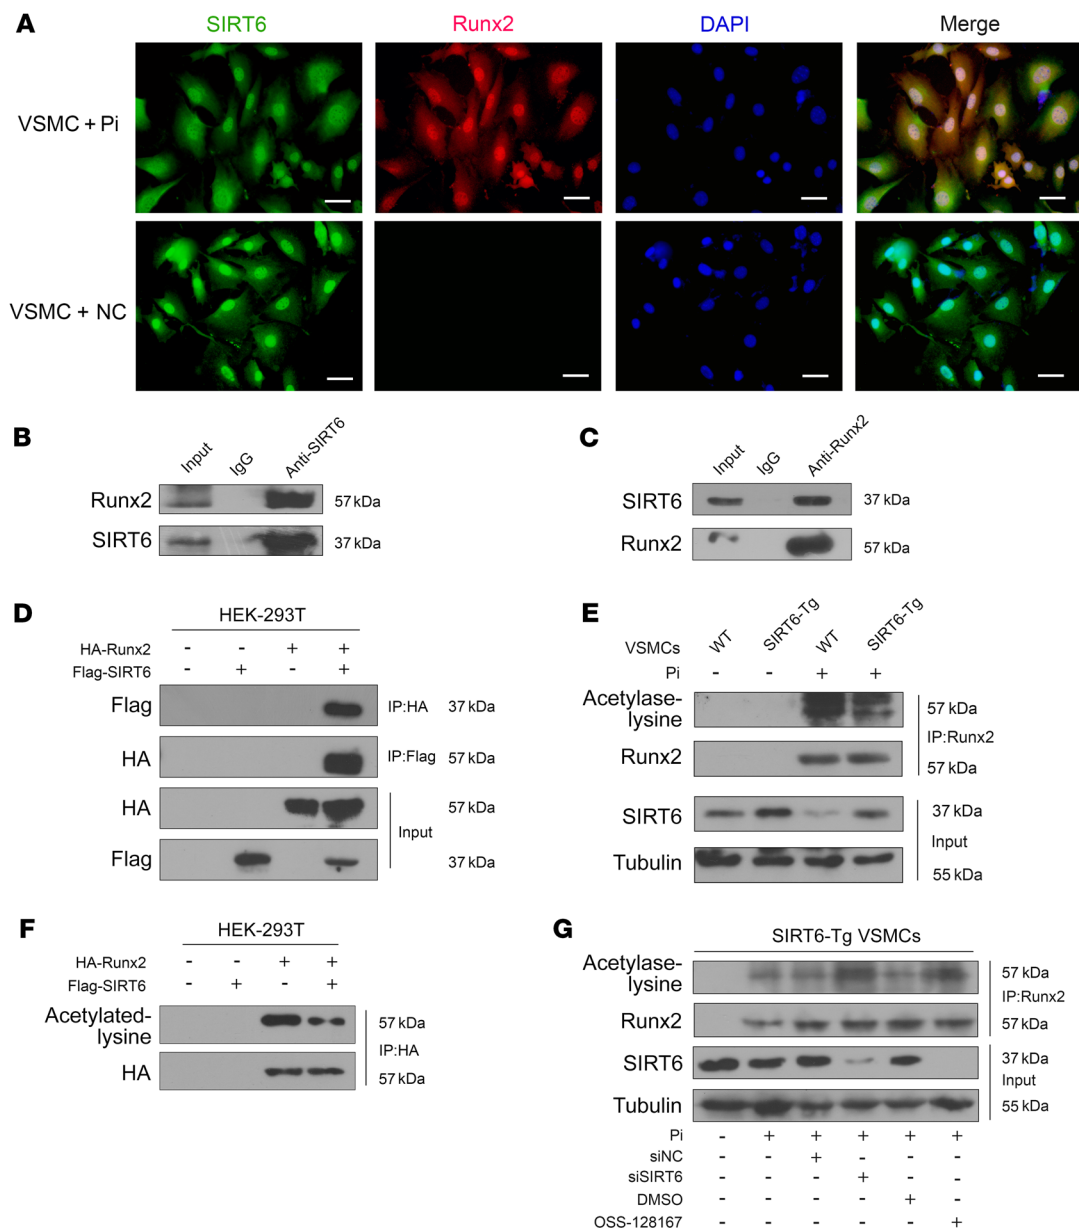 A
SIRT6 Runx2 DAPI Merge
VSMC + Pi
VSMC + NC
B
Input IgG Anti-SIRT6
Runx2 57 kDa
SIRT6 37 kDa
C
Input IgG Anti-Runx2
SIRT6 37 kDa
Runx2 57 kDa
D
HEK-293T
HA-Runx2 - - + +
Flag-SIRT6 - + - +
Flag IP:HA 37 kDa
HA IP:Flag 57 kDa
HA 57 kDa
Input
Flag 37 kDa
E
VSMCs WT SIRT6-Tg WT SIRT6-Tg
Pi - - + +
Acetylase-
lysine 57 kDa
IP:Runx2
Runx2 57 kDa
SIRT6 37 kDa
Input
Tubulin 55 kDa
F
HEK-293T
HA-Runx2 - - + +
Flag-SIRT6 - + - +
Acetylated-
lysine 57 kDa
IP:HA
HA 57 kDa
G
SIRT6-Tg VSMCs
Acetylase-
lysine 57 kDa
IP:Runx2
Runx2 57 kDa
SIRT6 37 kDa
Input
Tubulin 55 kDa
Pi - + + + + +
siNC - - + - - -
siSIRT6 - - - + - -
DMSO - - - - + -
OSS-128167 - - - - - +